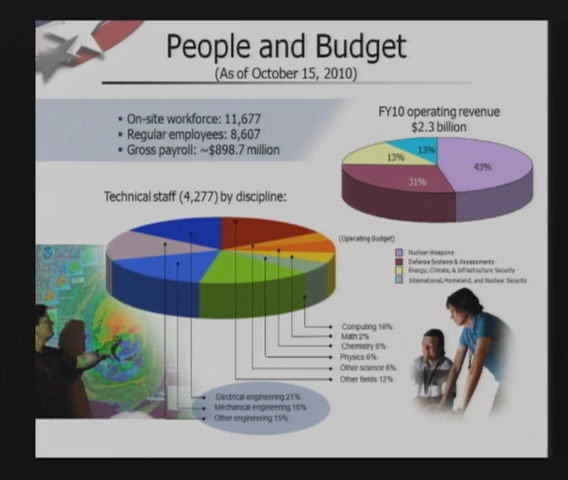 People and Budget
(As of October 15, 2010)
▪ On-site workforce: 11,677
▪ Regular employees: 8,607
▪ Gross payroll: ~$898.7 million
FY10 operating revenue
$2.3 billion
13%
13%
43%
31%
(Operating Budget)
Nuclear Weapons
Defense Systems & Assessments
Energy, Climate, & Infrastructure Security
International, Homeland, and Nuclear Security
Technical staff (4,277) by discipline:
Computing 16%
Math 2%
Chemistry 6%
Physics 6%
Other science 6%
Other fields 12%
Electrical engineering 21%
Mechanical engineering 16%
Other engineering 15%